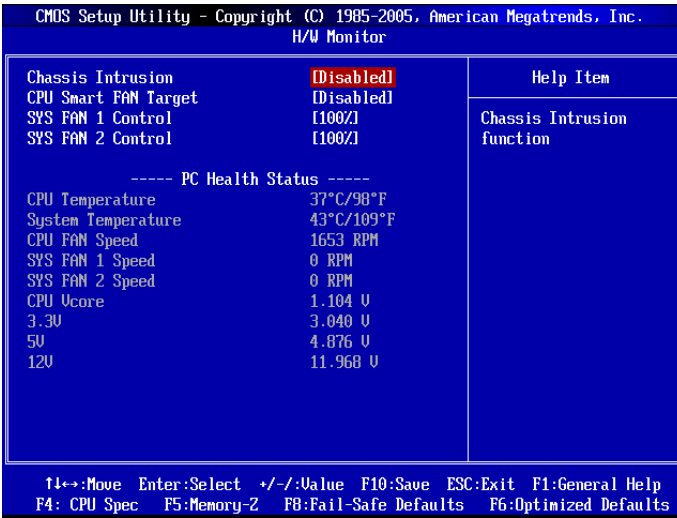 CMOS Setup Utility - Copyright (C) 1985-2005, American Megatrends, Inc.
H/W Monitor
Chassis Intrusion [Disabled]
CPU Smart FAN Target [Disabled]
SYS FAN 1 Control [100%]
SYS FAN 2 Control [100%]
----- PC Health Status -----
CPU Temperature 37°C/98°F
System Temperature 43°C/109°F
CPU FAN Speed 1653 RPM
SYS FAN 1 Speed 0 RPM
SYS FAN 2 Speed 0 RPM
CPU Vcore 1.104 V
3.3V 3.040 V
5V 4.876 V
12V 11.968 V
Help Item
Chassis Intrusion
function
↑↓↔:Move Enter:Select +/-/:Value F10:Save ESC:Exit F1:General Help
F4: CPU Spec F5:Memory-Z F8:Fail-Safe Defaults F6:Optimized Defaults